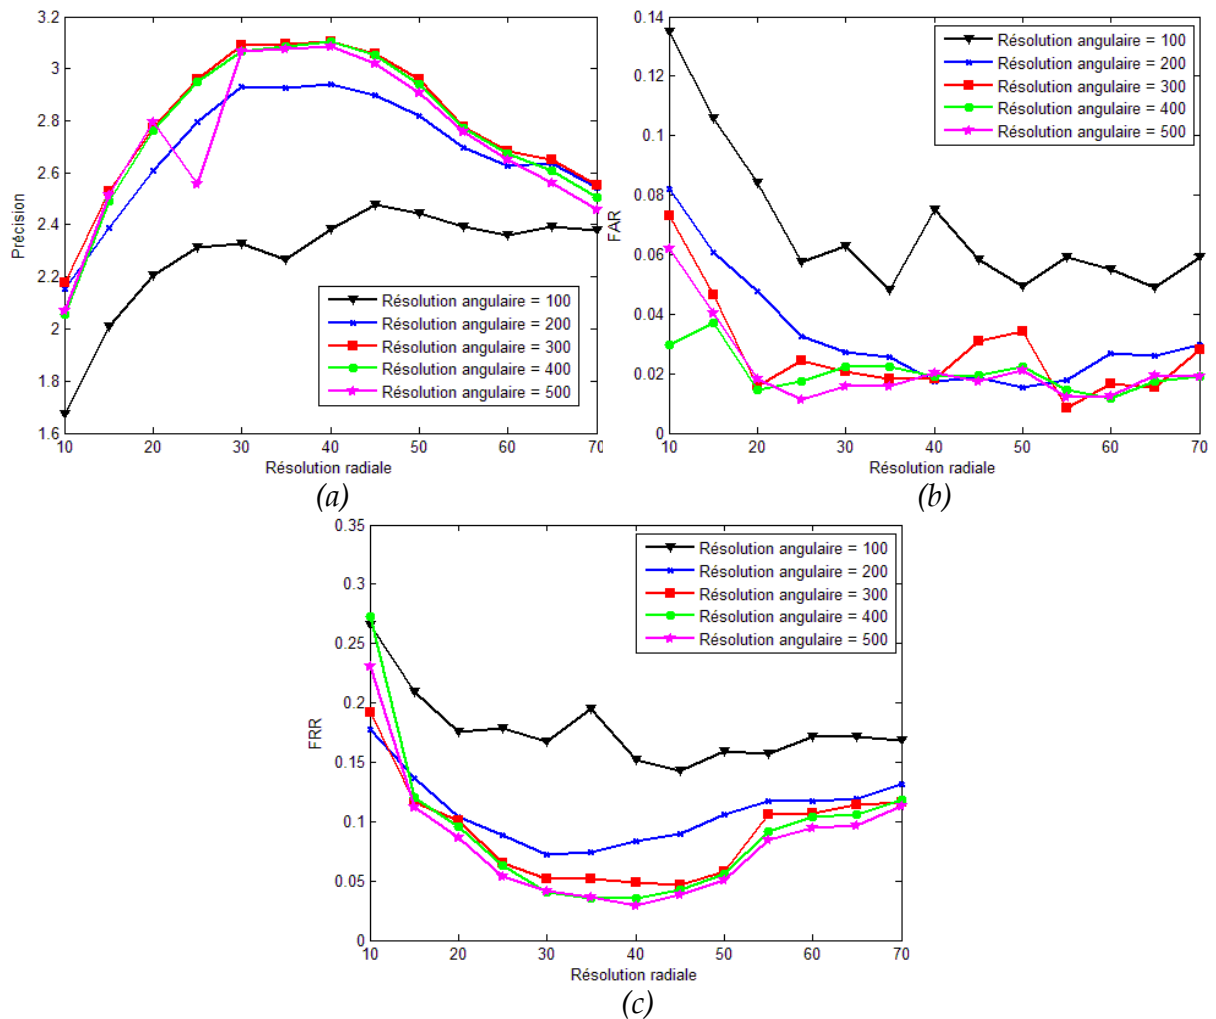 3.2
3
2.8
2.6
2.4
2.2
2
1.8
1.6
Précision
10 20 30 40 50 60 70
Résolution radiale
Résolution angulaire = 100
Résolution angulaire = 200
Résolution angulaire = 300
Résolution angulaire = 400
Résolution angulaire = 500
(a)
0.14
0.12
0.1
0.08
0.06
0.04
0.02
0
FAR
10 20 30 40 50 60 70
Résolution radiale
Résolution angulaire = 100
Résolution angulaire = 200
Résolution angulaire = 300
Résolution angulaire = 400
Résolution angulaire = 500
(b)
0.35
0.3
0.25
0.2
0.15
0.1
0.05
0
FRR
10 20 30 40 50 60 70
Résolution radiale
Résolution angulaire = 100
Résolution angulaire = 200
Résolution angulaire = 300
Résolution angulaire = 400
Résolution angulaire = 500
(c)